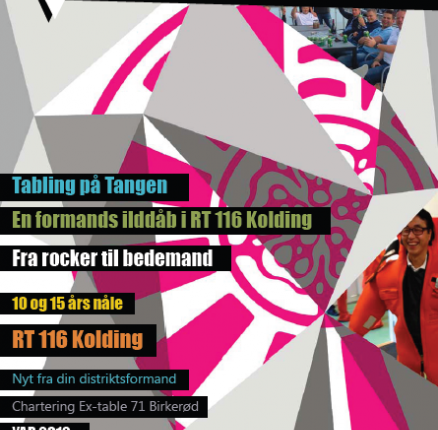 Tabling på Tangen
En formands ilddåb i RT 116 Kolding
Fra rocker til bedemand
10 og 15 års nåle
RT 116 Kolding
Nyt fra din distriktsformand
Chartering Ex-table 71 Birkerød